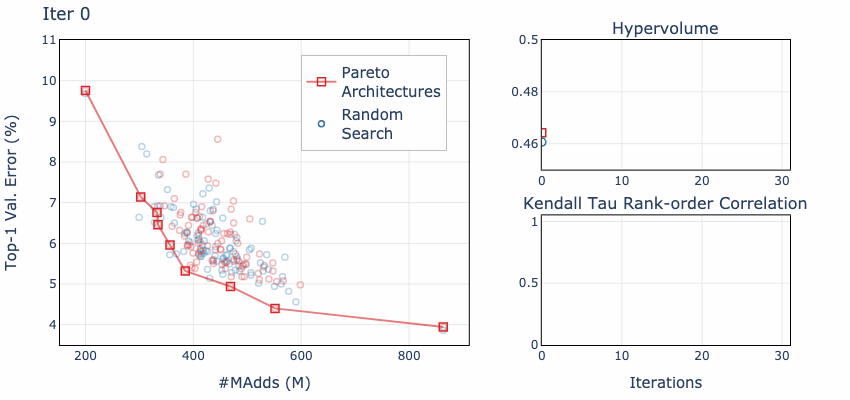 Iter 0
11
10
9
8
7
6
5
4
200
400
600
800
Top-1 Val. Error (%)
#MAdds (M)
Pareto
Architectures
Random
Search
Hypervolume
0.5
0.48
0.46
0
10
20
30
Kendall Tau Rank-order Correlation
1
0.5
0
0
10
20
30
Iterations